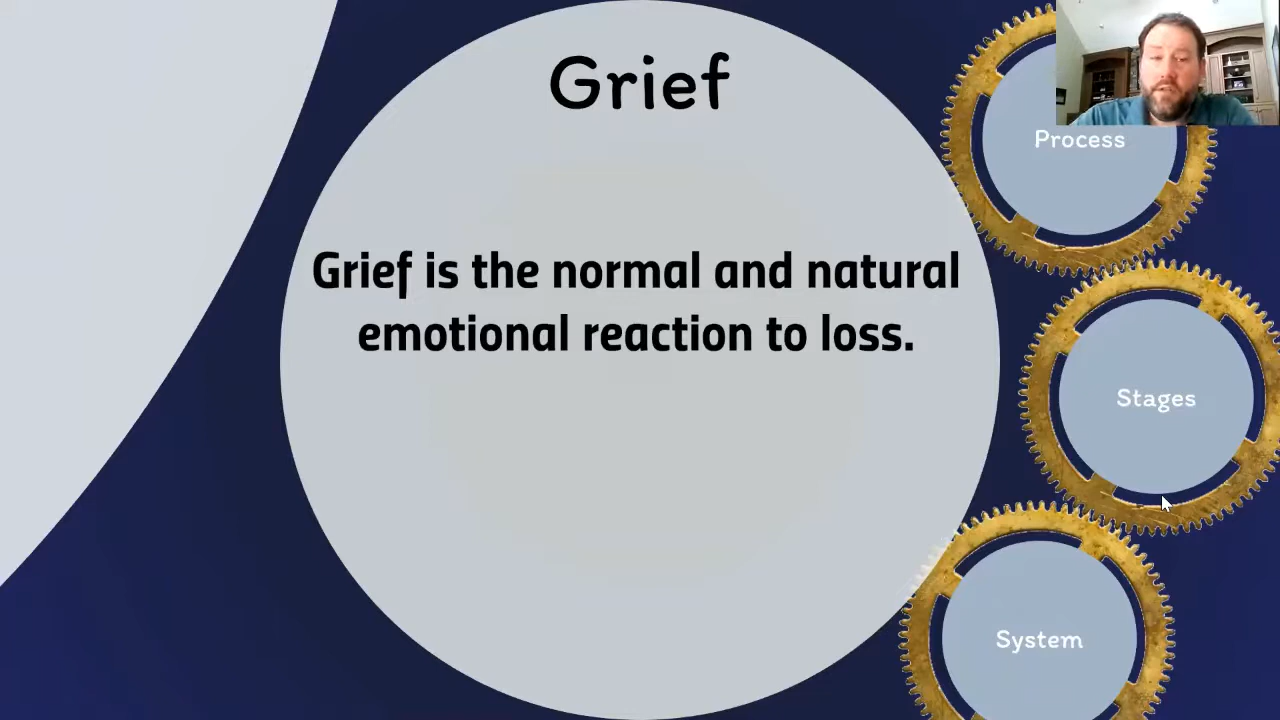 Grief
Grief is the normal and natural
emotional reaction to loss.
Process
Stages
System